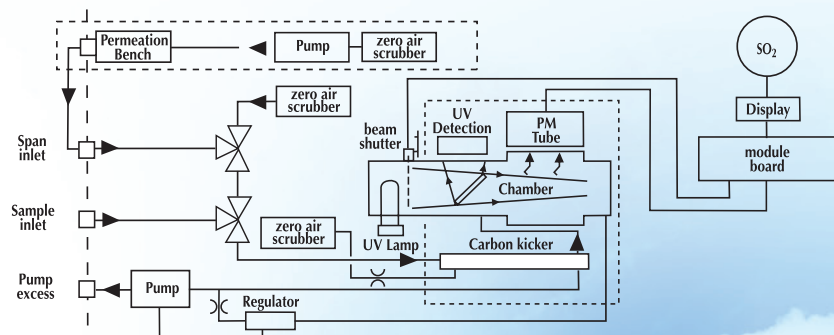 Permeation
Bench
Pump
zero air
scrubber
SO2
zero air
scrubber
Display
beam
shutter
UV
Detection
PM
Tube
Span
inlet
module
board
Chamber
Sample
inlet
zero air
scrubber
UV Lamp
Carbon kicker
Pump
excess
Pump
Regulator